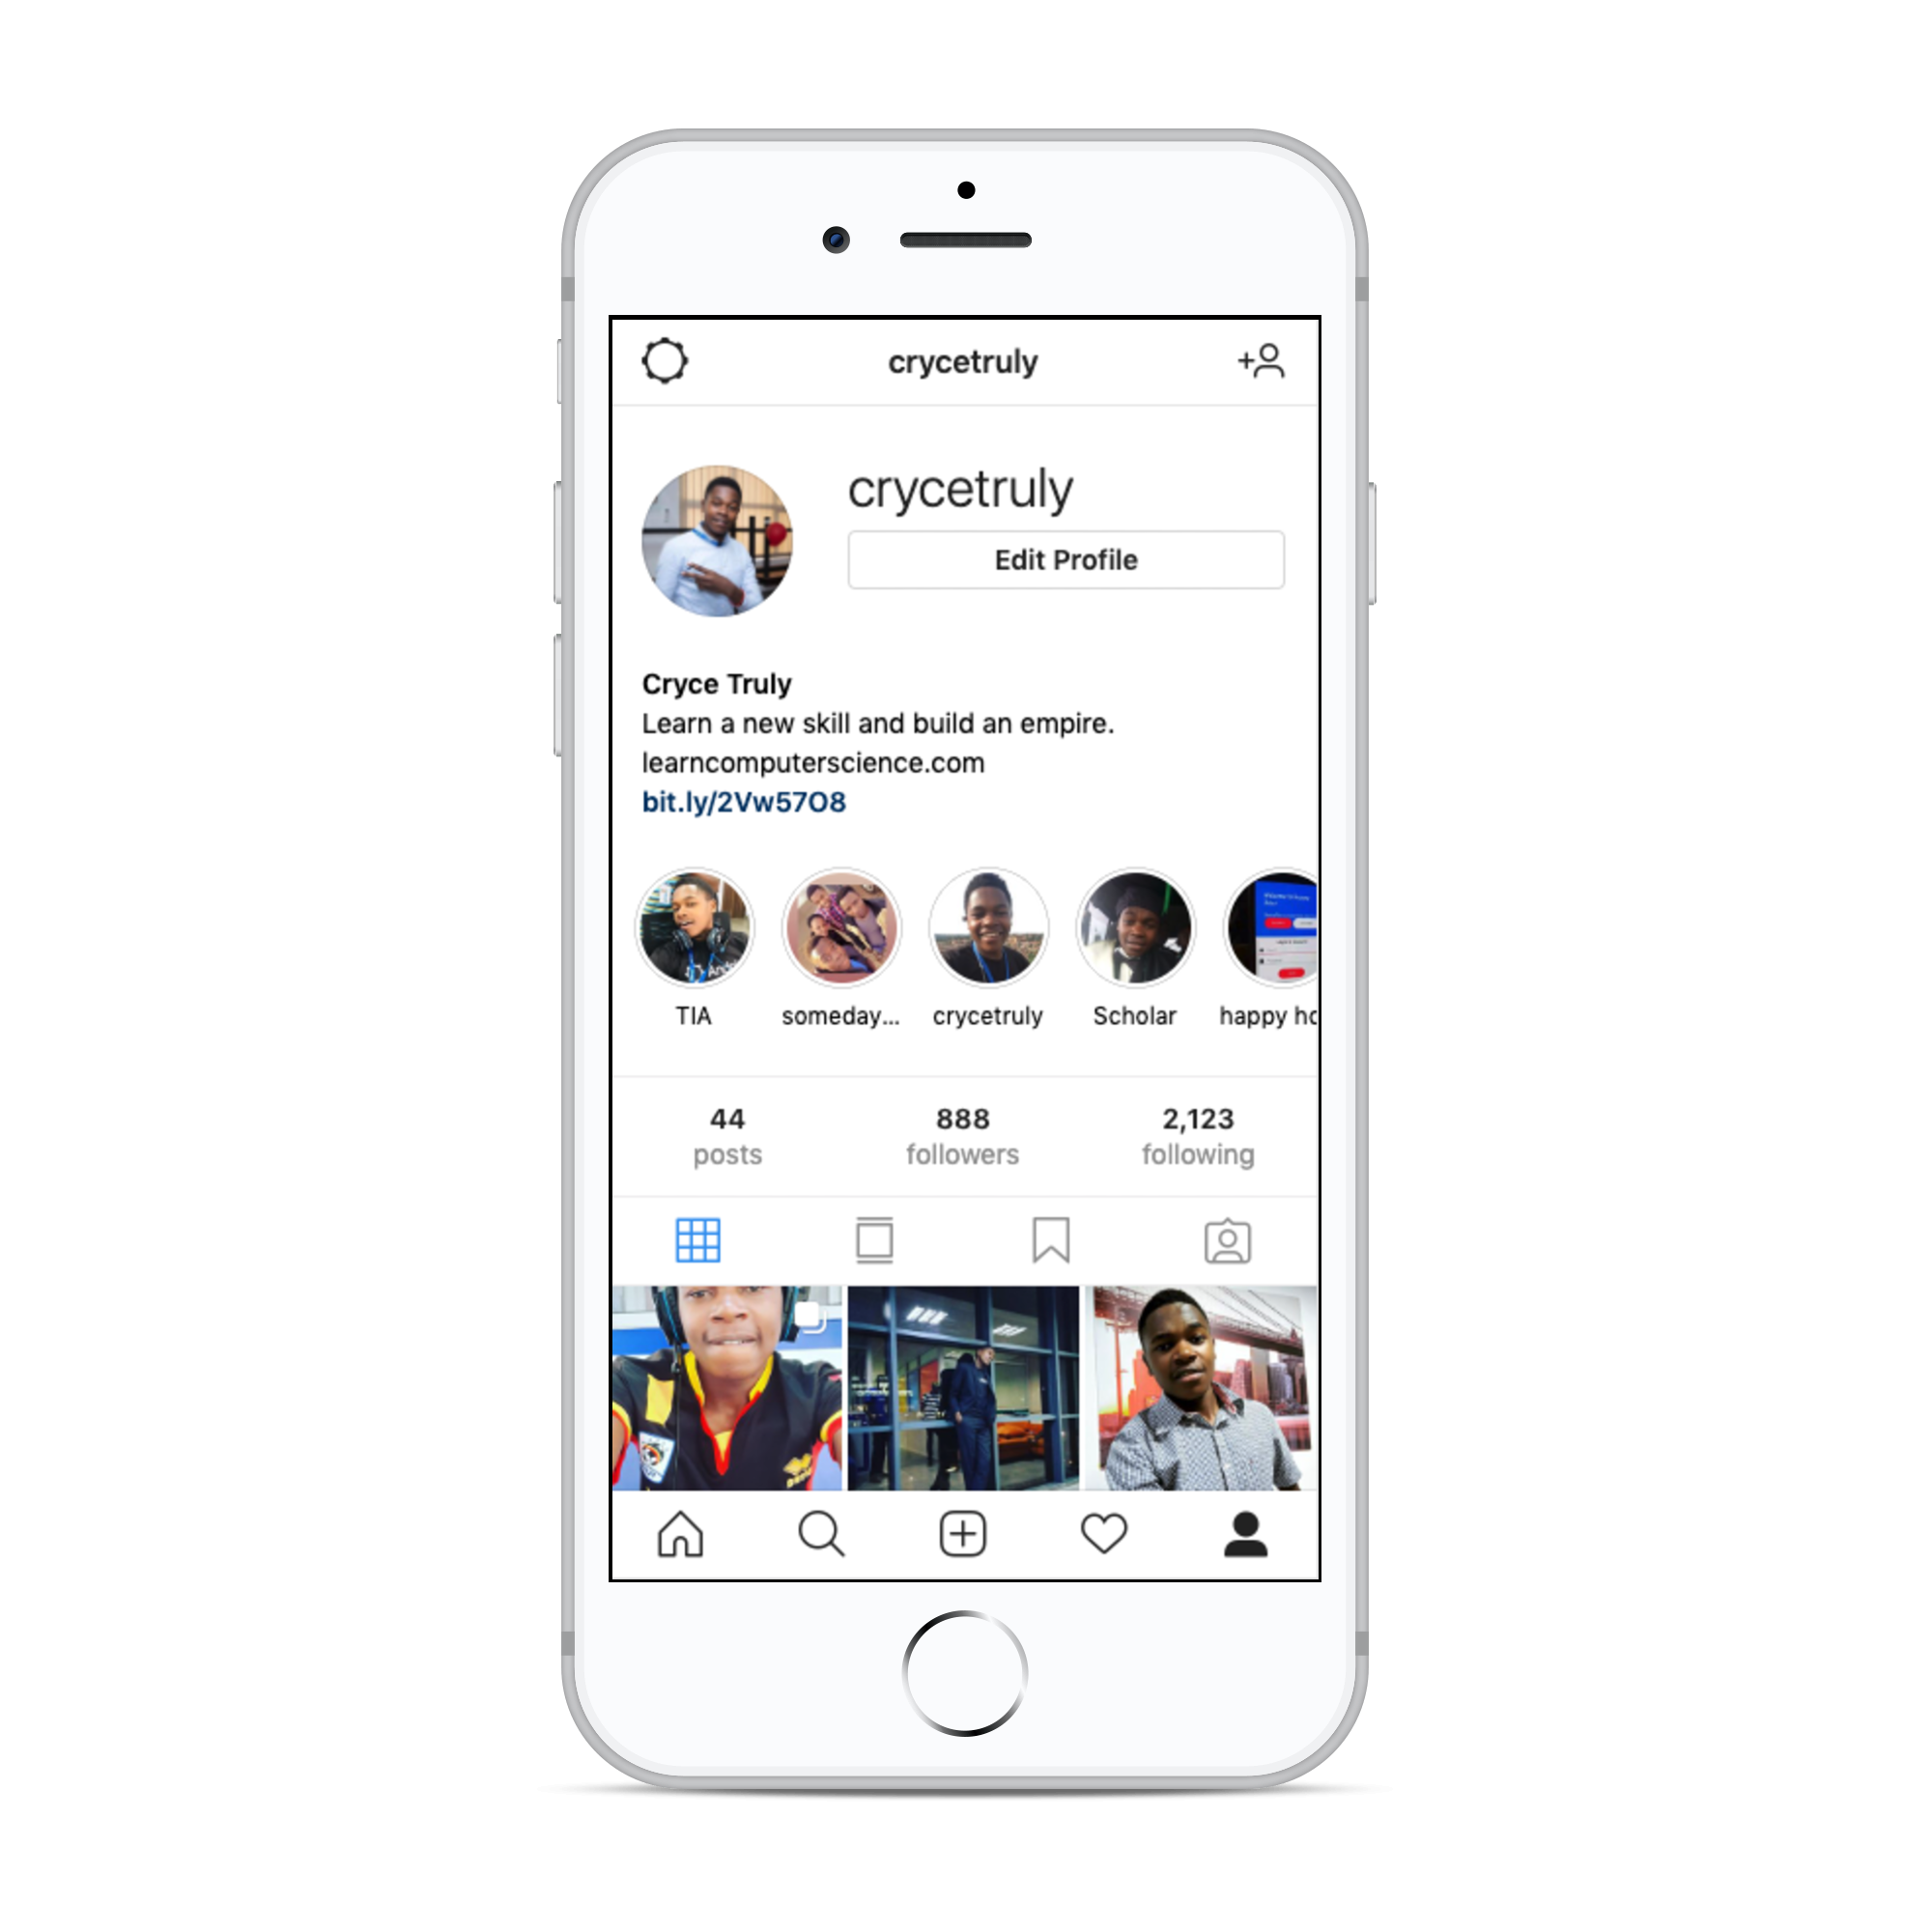 crycetruly
crycetruly
Edit Profile
Cryce Truly
Learn a new skill and build an empire.
learncomputerscience.com
bit.ly/2Vw57O8
TIA
someday...
crycetruly
Scholar
happy ho
44
posts
888
followers
2,123
following